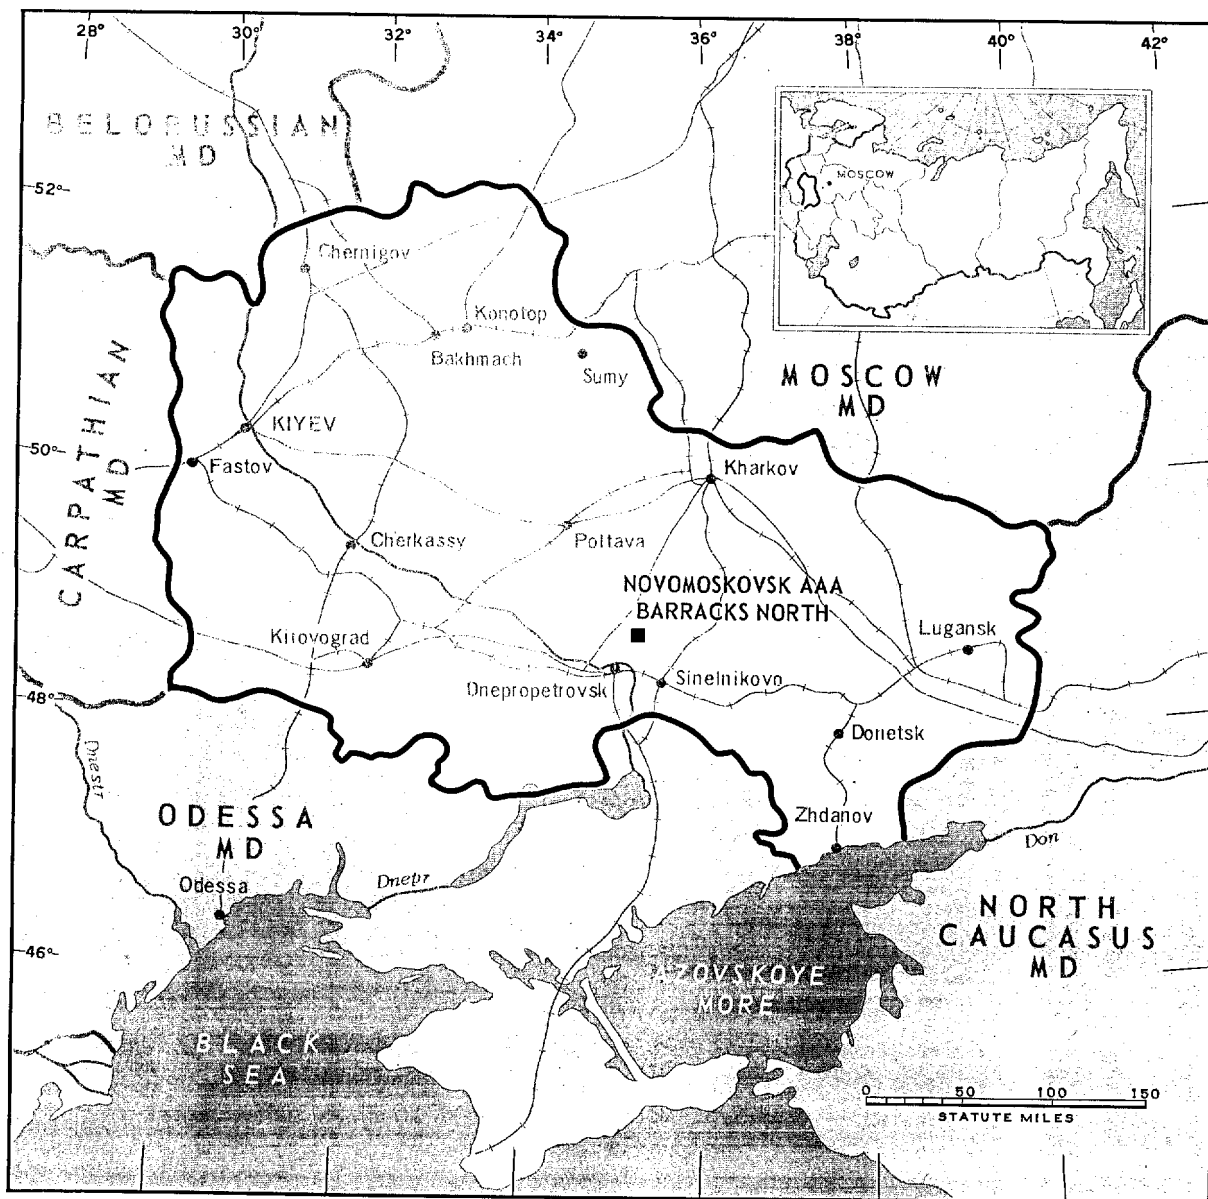 28°
30°
32°
34°
36°
38°
40°
42°
BELORUSSIAN
MD
MOSCOW
52°
Chernigov
Konotop
Bakhmach
Sumy
MOSCOW
MD
CARPATHIAN
MD
KIYEV
50°
Fastov
Kharkov
Cherkassy
Poltava
NOVOMOSKOVSK AAA
BARRACKS NORTH
Kirovograd
Lugansk
Dnepropetrovsk
Sinelnikovo
48°
Donetsk
Dnestr
ODESSA
MD
Zhdanov
Don
Odessa
Dnepr
NORTH
CAUCASUS
MD
46°
AZOVSKOYE
MORE
BLACK
SEA
0 50 100 150
STATUTE MILES